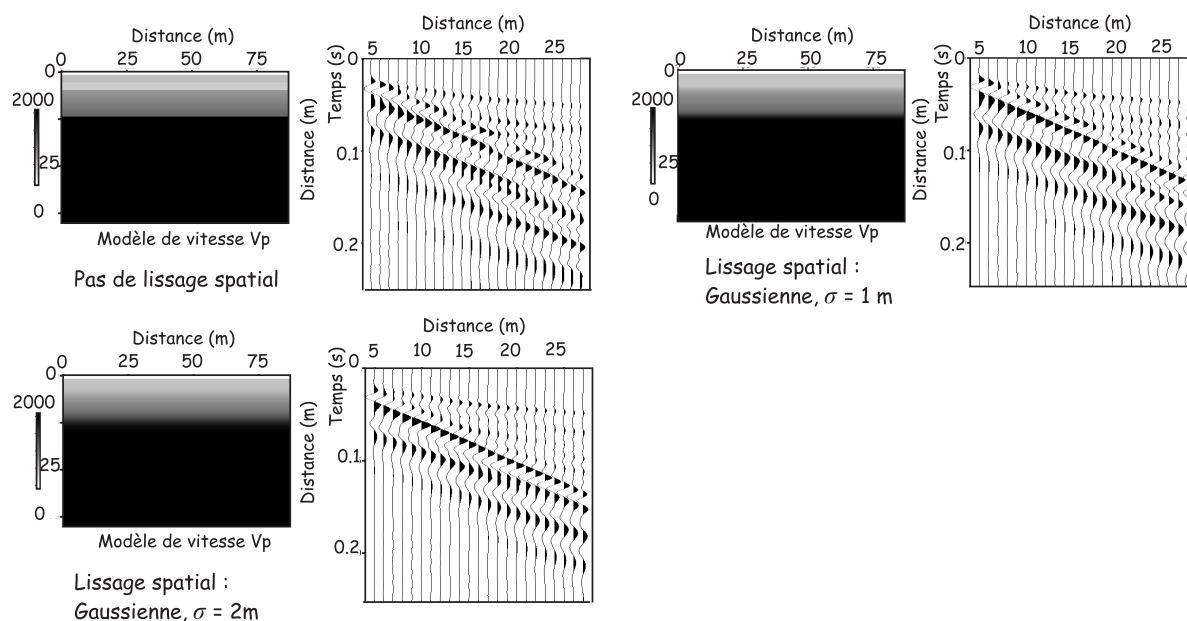 Distance (m)
0 25 50 75
0
2000
25
0
Distance (m)
Modèle de vitesse Vp
Pas de lissage spatial
Distance (m)
5 10 15 20 25
Temps (s)
0
0.1
0.2
Distance (m)
0 25 50 75
0
2000
25
0
Distance (m)
Modèle de vitesse Vp
Lissage spatial :
Gaussienne, σ = 1 m
Distance (m)
5 10 15 20 25
Temps (s)
0
0.1
0.2
Distance (m)
0 25 50 75
0
2000
25
0
Distance (m)
Modèle de vitesse Vp
Lissage spatial :
Gaussienne, σ = 2m
Distance (m)
5 10 15 20 25
Temps (s)
0
0.1
0.2